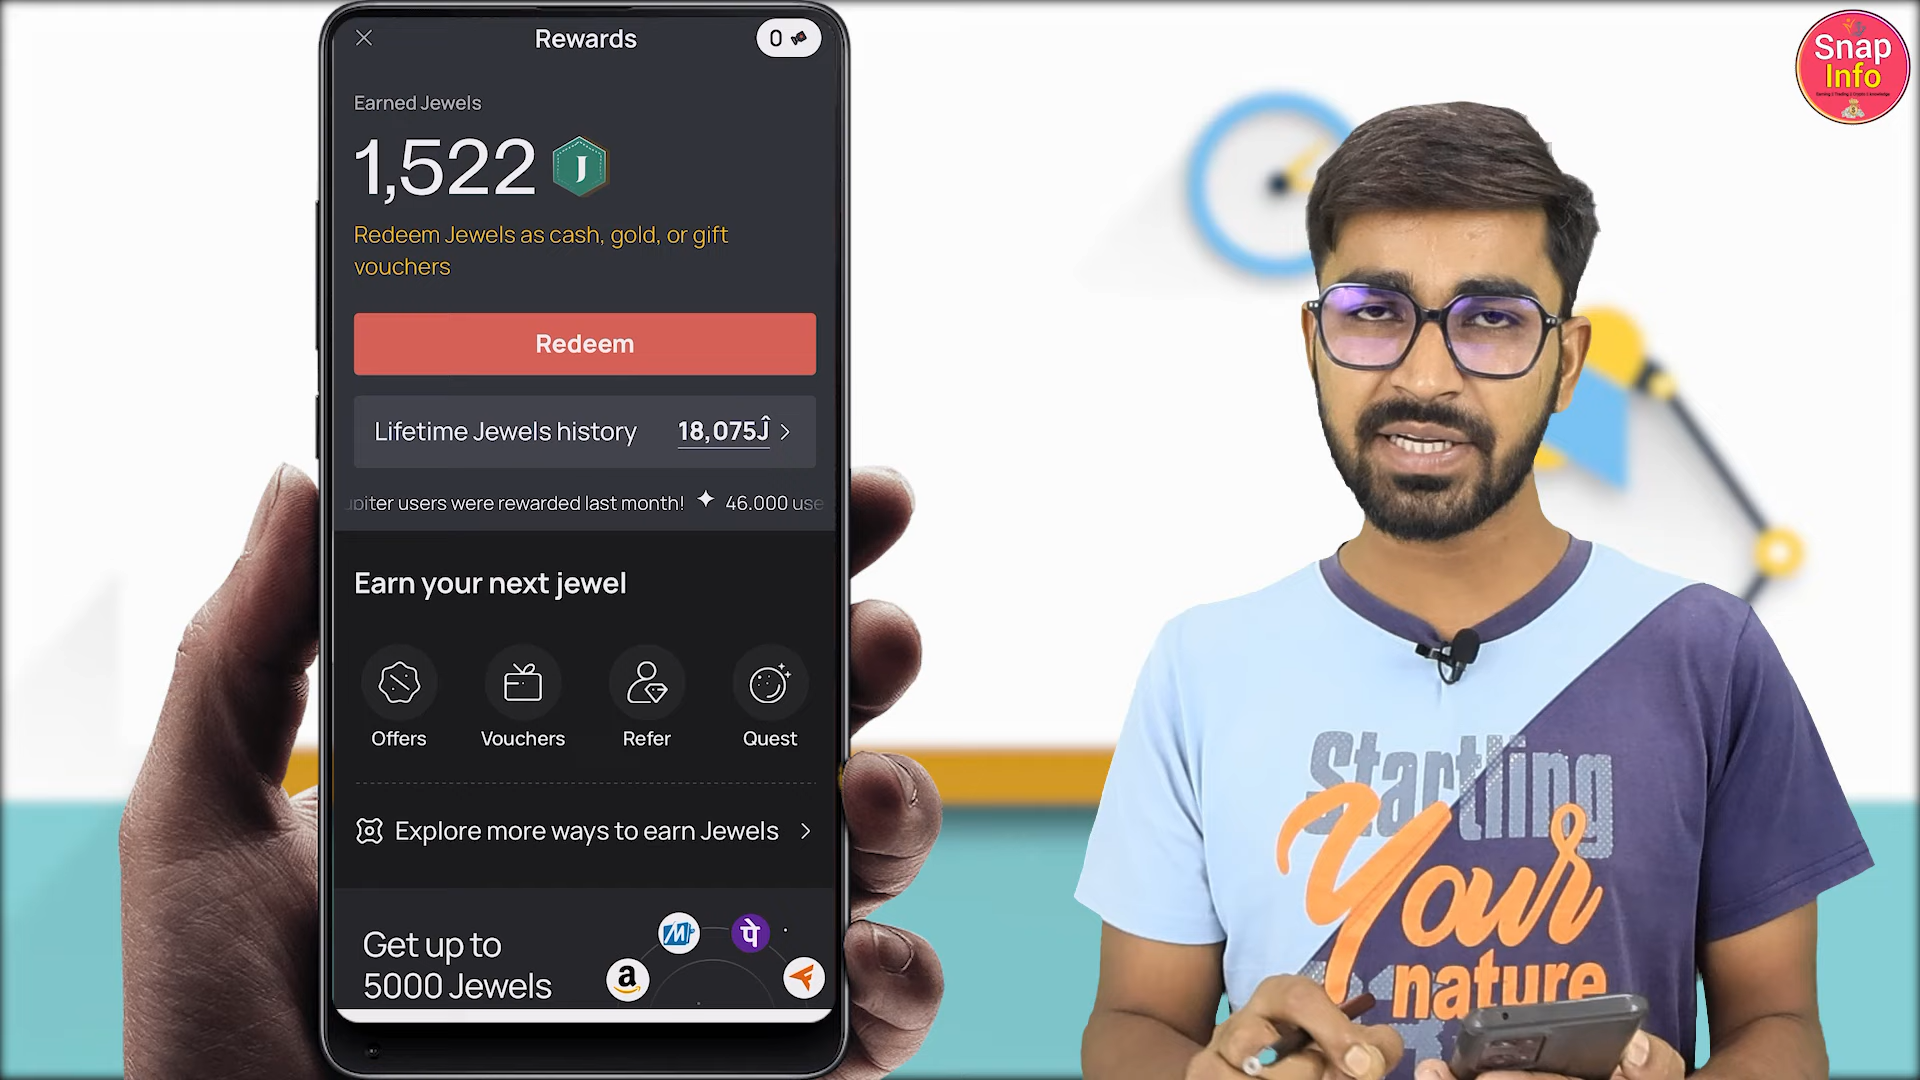 Rewards
0
Earned Jewels
1,522
J
Redeem Jewels as cash, gold, or gift
vouchers
Redeem
Lifetime Jewels history 18,075Ĵ
upiter users were rewarded last month! 46.000 use
Earn your next jewel
Offers Vouchers Refer Quest
Explore more ways to earn Jewels
Get up to
5000 Jewels
a
पे
Snap
Info
Startling
Your
nature